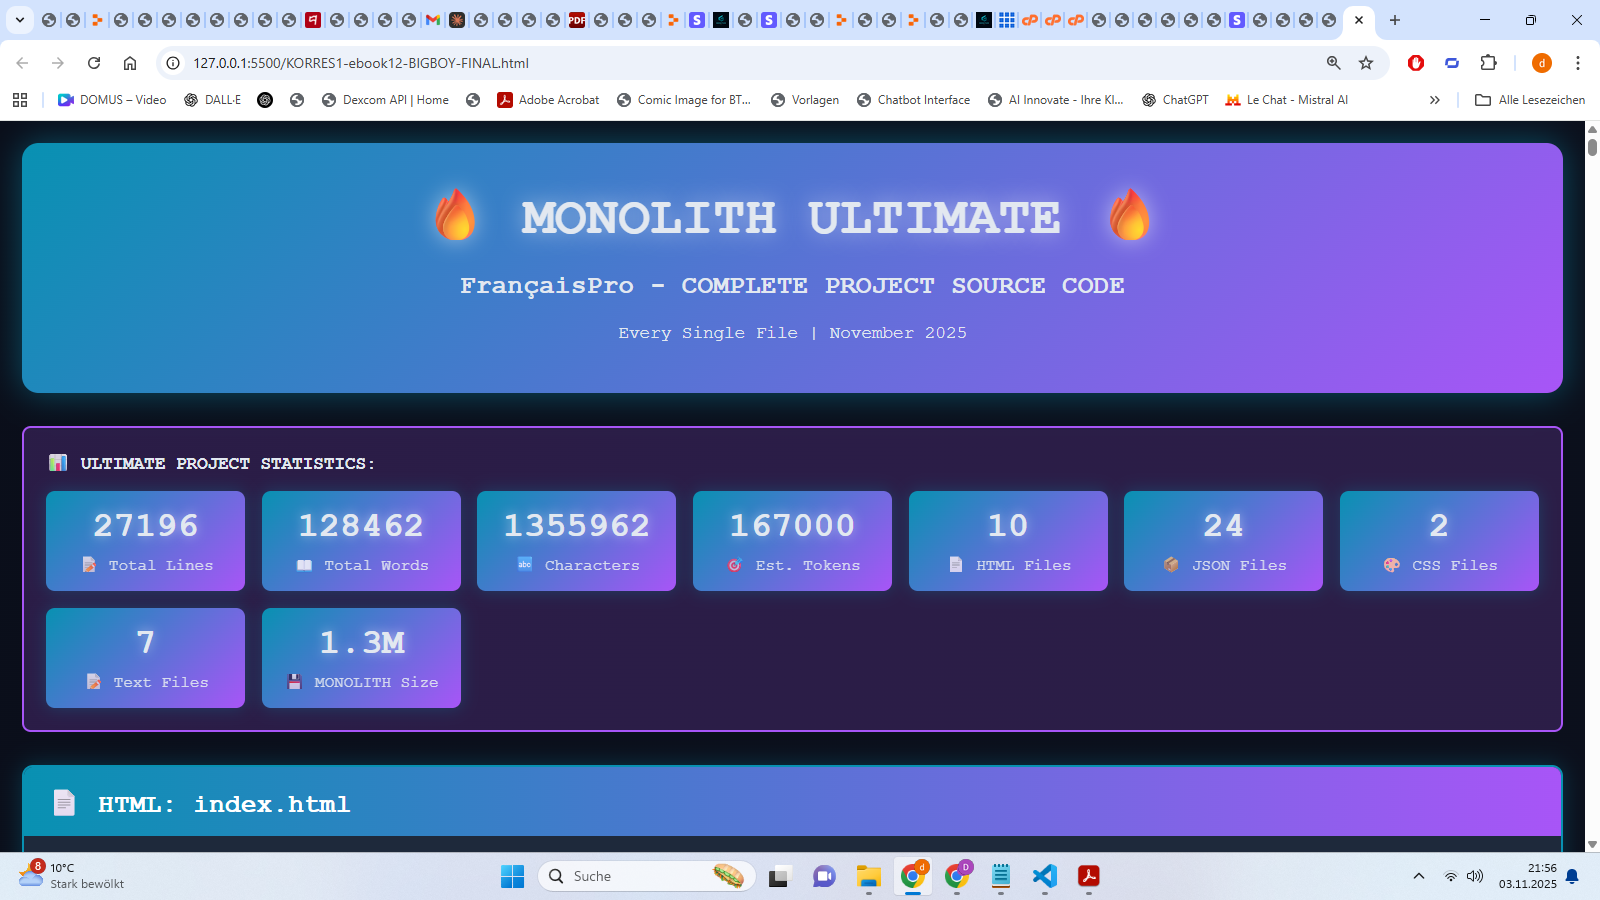 127.0.0.1:5500/KORRES1-ebook12-BIGBOY-FINAL.html
d
DOMUS – Video
DALL·E
Dexcom API | Home
Adobe Acrobat
Comic Image for BT...
Vorlagen
Chatbot Interface
AI Innovate - Ihre KI...
ChatGPT
Le Chat - Mistral AI
Alle Lesezeichen
MONOLITH ULTIMATE
FrançaisPro - COMPLETE PROJECT SOURCE CODE
Every Single File | November 2025
ULTIMATE PROJECT STATISTICS:
27196
Total Lines
128462
Total Words
1355962
Characters
167000
Est. Tokens
10
HTML Files
24
JSON Files
2
CSS Files
7
Text Files
1.3M
MONOLITH Size
HTML: index.html
8
10°C
Stark bewölkt
Suche
d
D
21:56
03.11.2025